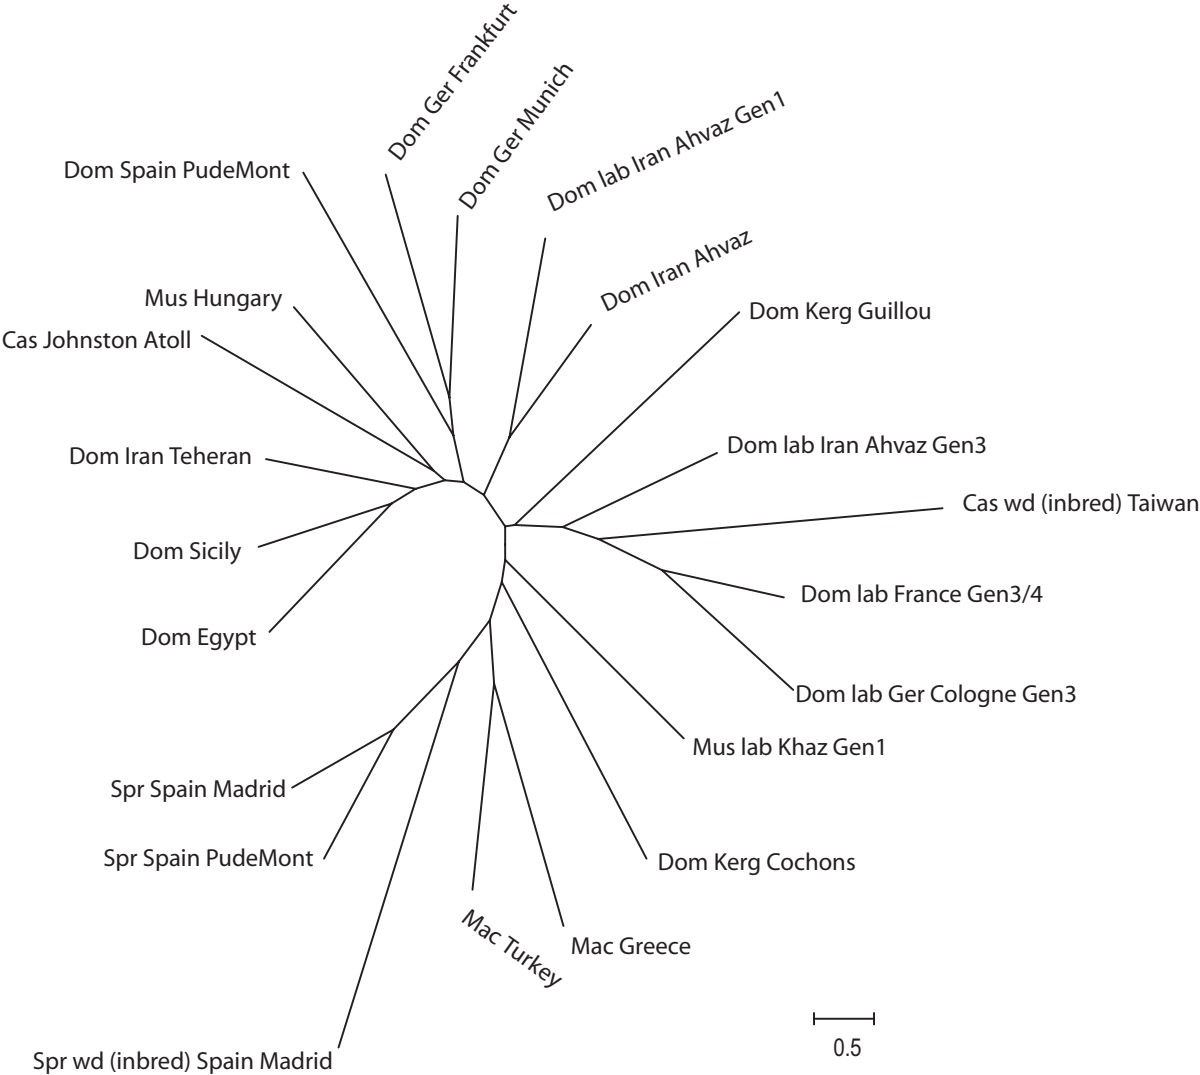 Dom Ger Frankfurt
Dom Ger Munich
Dom lab Iran Ahvaz Gen1
Dom Spain PudeMont
Dom Iran Ahvaz
Mus Hungary
Dom Kerg Guillou
Cas Johnston Atoll
Dom lab Iran Ahvaz Gen3
Dom Iran Teheran
Cas wd (inbred) Taiwan
Dom Sicily
Dom lab France Gen3/4
Dom Egypt
Dom lab Ger Cologne Gen3
Mus lab Khaz Gen1
Spr Spain Madrid
Spr Spain PudeMont
Dom Kerg Cochons
Mac Turkey
Mac Greece
0.5
Spr wd (inbred) Spain Madrid